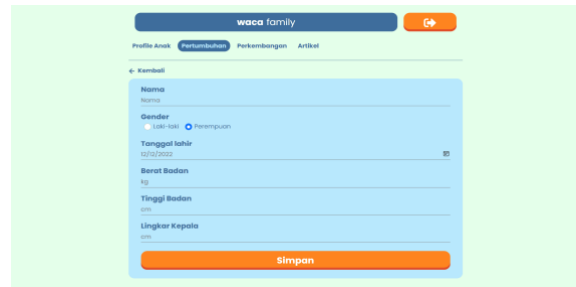 waca family
Profile Anak Pertumbuhan Perkembangan Artikel
← Kembali
Nama
Nama
Gender
Laki-laki Perempuan
Tanggal lahir
12/12/2022
Berat Badan
kg
Tinggi Badan
cm
Lingkar Kepala
cm
Simpan